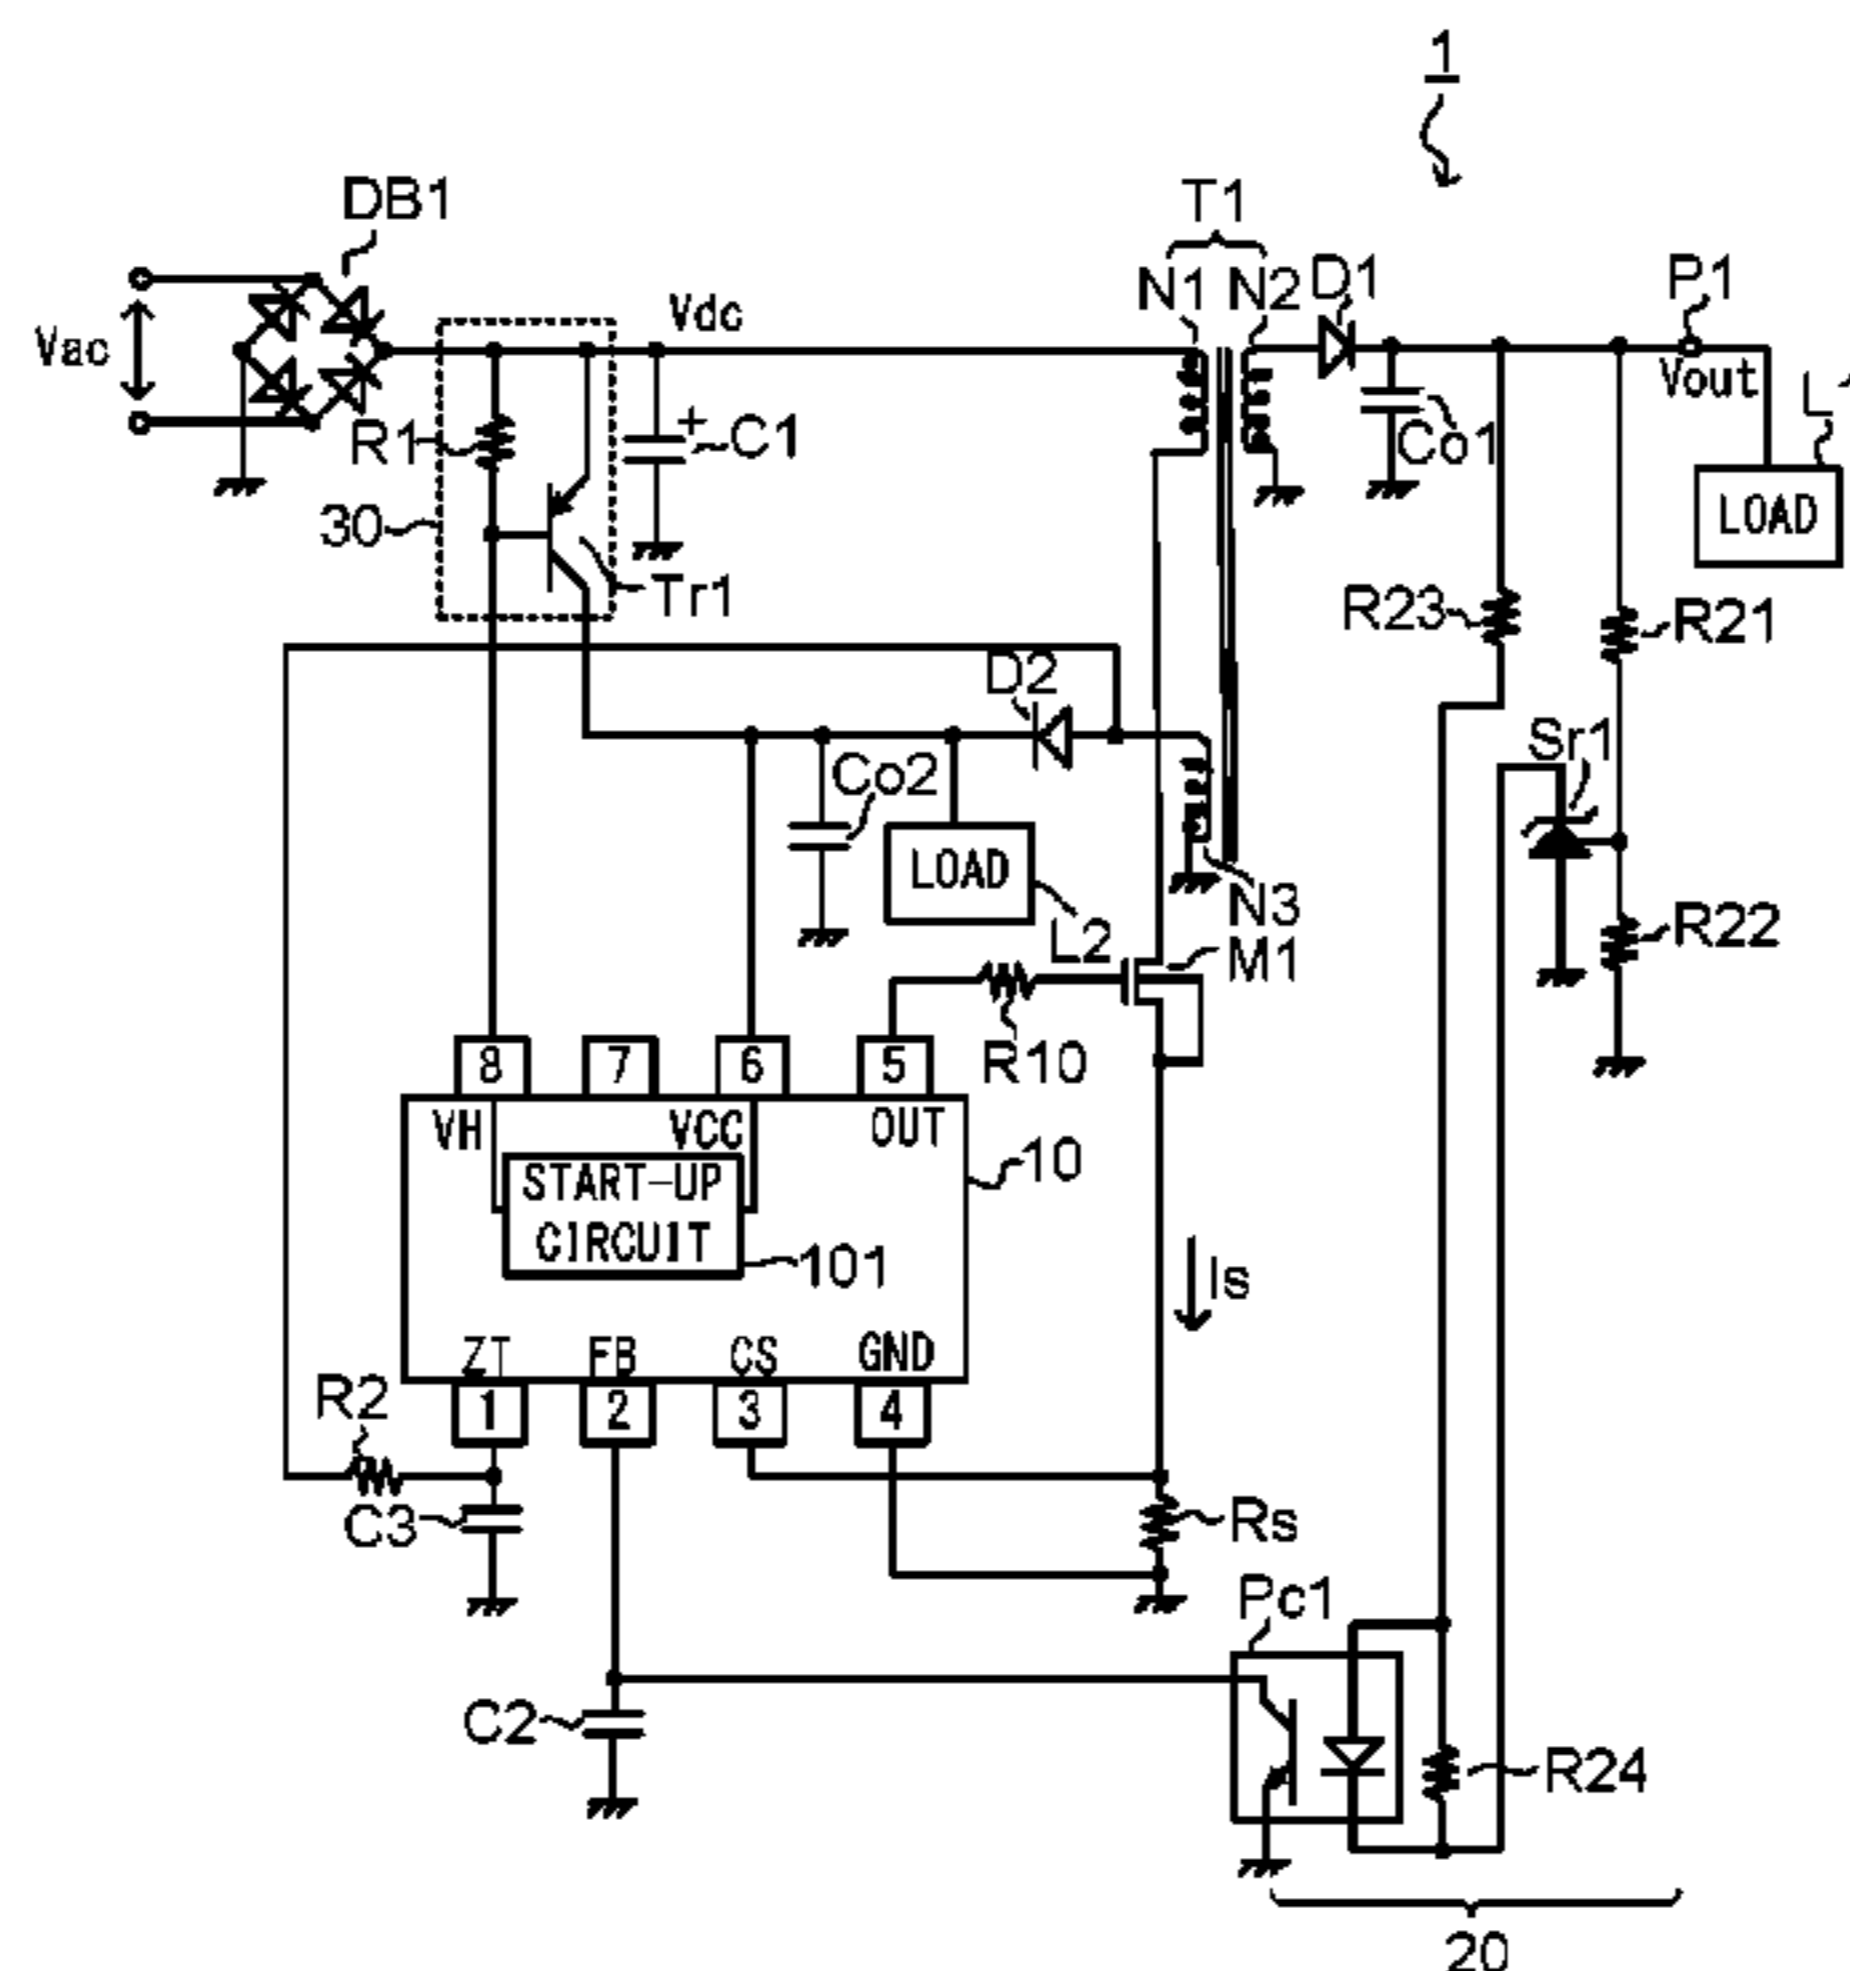 1
DB1
T1
N1
N2
D1
P1
Vac
Vdc
Vout
L
R1
C1
Co1
LOAD
30
Tr1
R23
R21
D2
Sr1
Co2
LOAD
N3
R22
L2
M1
R10
8
7
6
5
VH
VCC
OUT
10
START-UP
CIRCUIT
101
Is
ZT
FB
CS
GND
R2
1
2
3
4
C3
Rs
Pc1
C2
R24
20